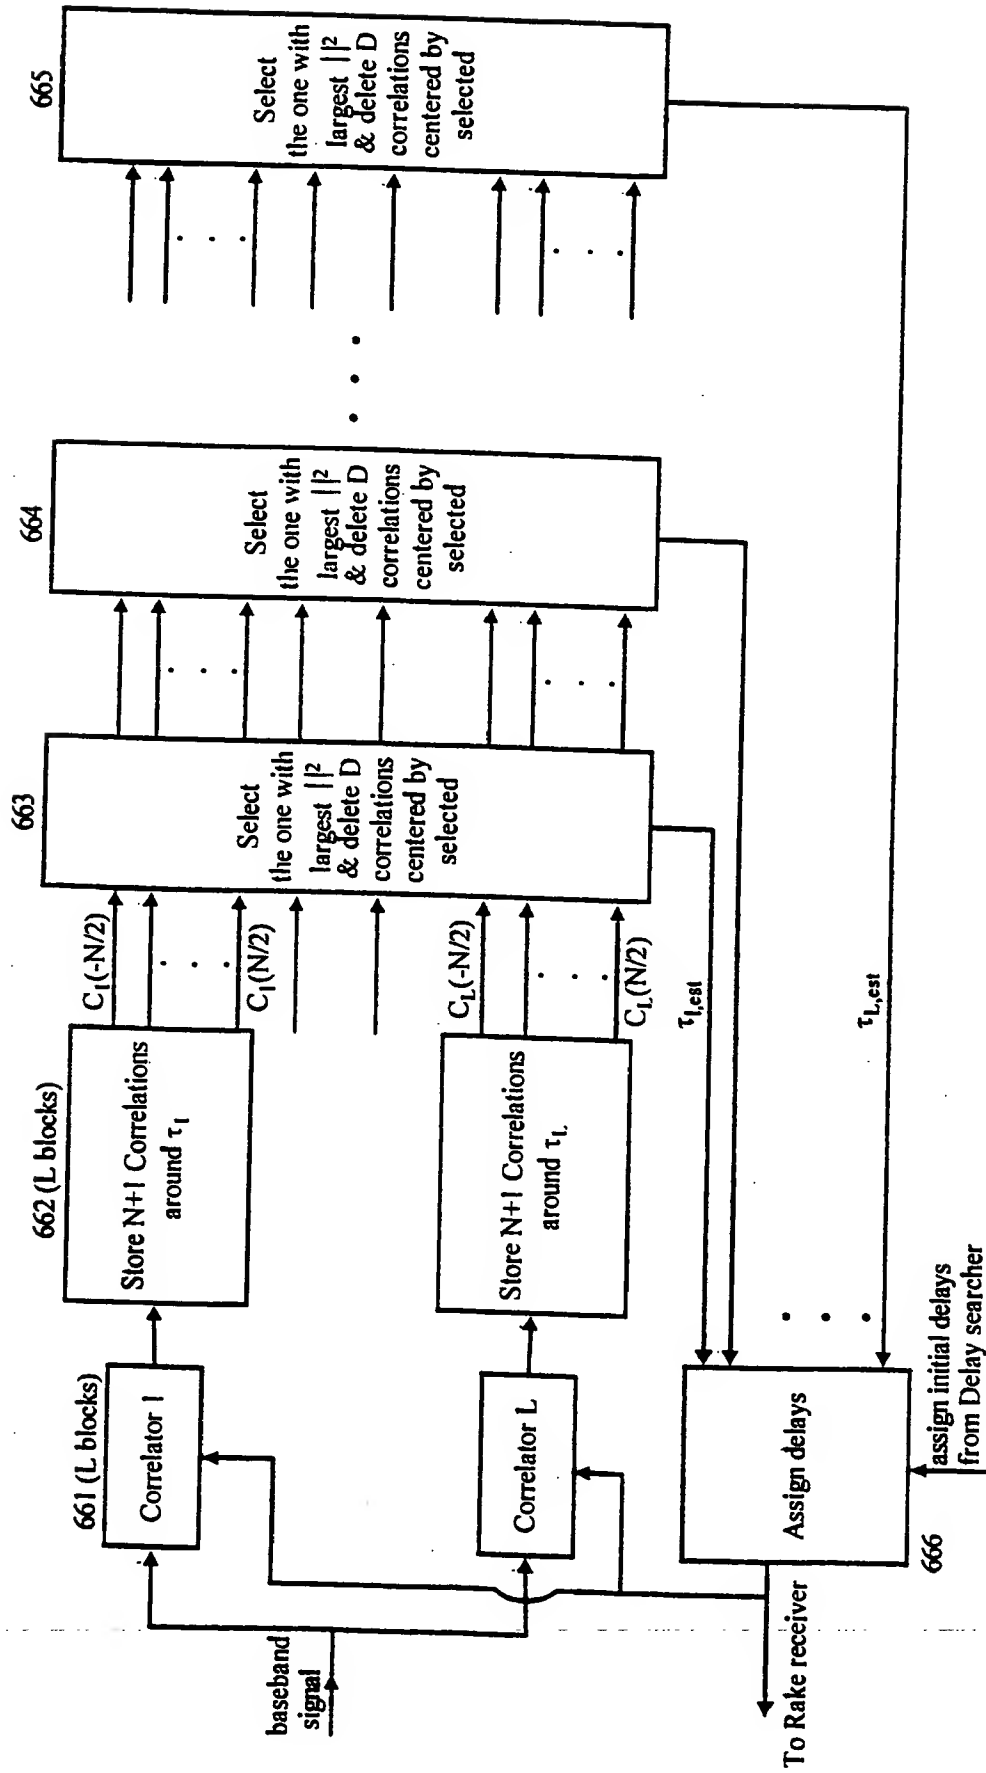 661 (L blocks)
662 (L blocks)
663
664
665
baseband
signal
Correlator 1
Store N+1 Correlations
around τ1
C1(-N/2)
C1(N/2)
Select
the one with
largest ||²
& delete D
correlations
centered by
selected
Select
the one with
largest ||²
& delete D
correlations
centered by
selected
Select
the one with
largest ||²
& delete D
correlations
centered by
selected
Correlator L
Store N+1 Correlations
around τL
CL(-N/2)
CL(N/2)
τ1,est
τL,est
Assign delays
666
To Rake receiver
assign initial delays
from Delay searcher